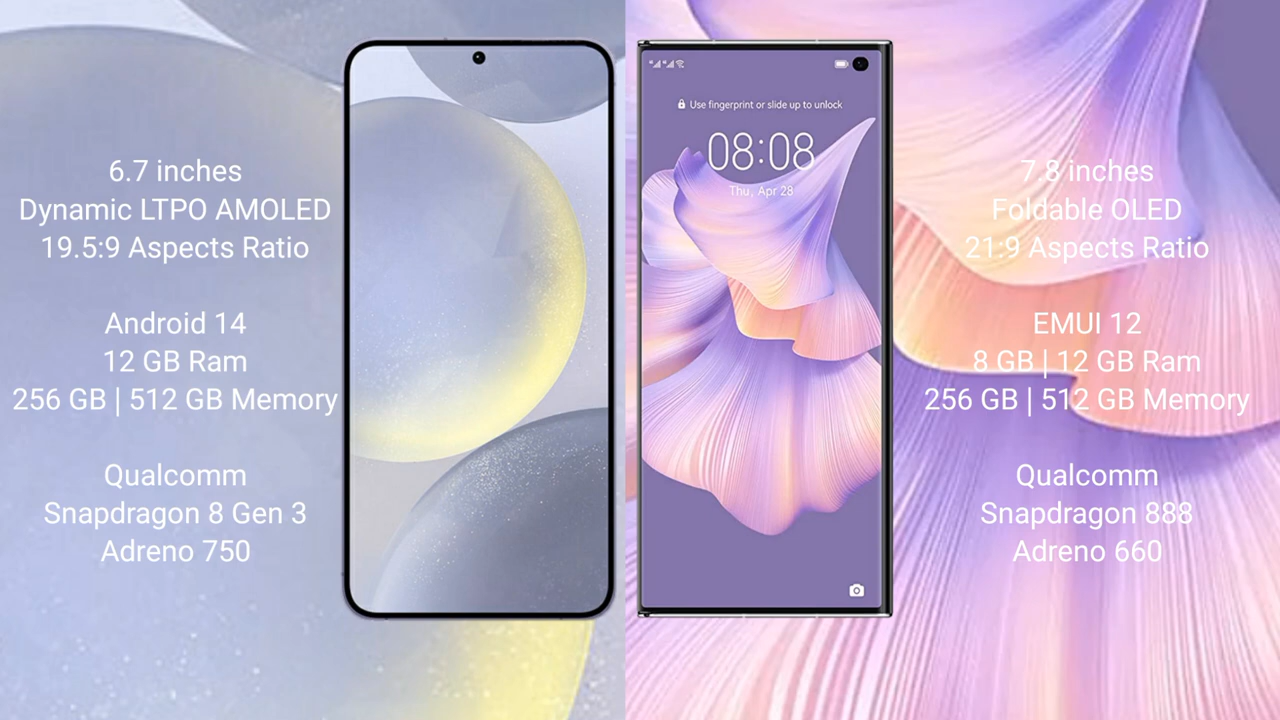 6.7 inches
Dynamic LTPO AMOLED
19.5:9 Aspects Ratio
Android 14
12 GB Ram
256 GB | 512 GB Memory
Qualcomm
Snapdragon 8 Gen 3
Adreno 750
Use fingerprint or slide up to unlock
08:08
Thu, Apr 28
7.8 inches
Foldable OLED
21:9 Aspects Ratio
EMUI 12
8 GB | 12 GB Ram
256 GB | 512 GB Memory
Qualcomm
Snapdragon 888
Adreno 660